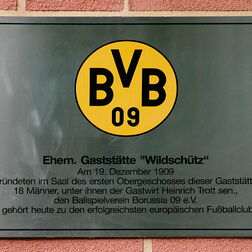 BVB
09
Ehem. Gaststätte "Wildschütz"
Am 19. Dezember 1909
ründeten im Saal des ersten Obergeschosses dieser Gaststätt
18 Männer, unter ihnen der Gastwirt Heinrich Trott sen.,
den Ballspielverein Borussia 09 e.V.
gehört heute zu den erfolgreichsten europäischen Fußballclub